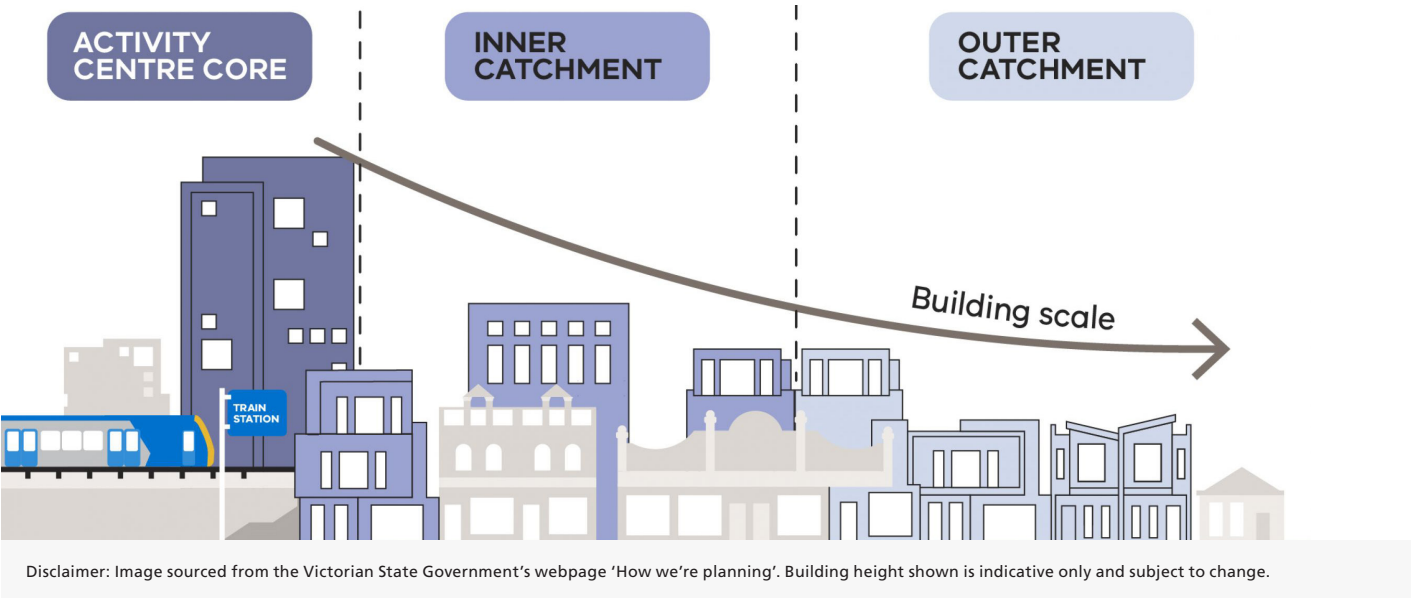 ACTIVITY
CENTRE CORE
INNER
CATCHMENT
OUTER
CATCHMENT
Building scale
TRAIN
STATION
Disclaimer: Image sourced from the Victorian State Government’s webpage ‘How we’re planning’. Building height shown is indicative only and subject to change.